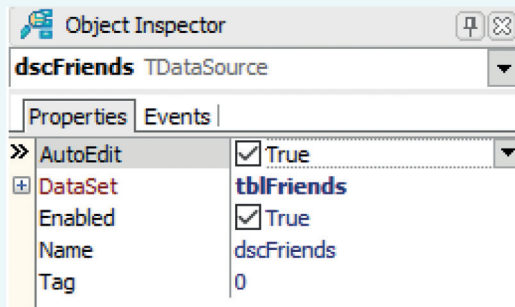 Object Inspector
dscFriends TDataSource
Properties Events
AutoEdit True
DataSet tblFriends
Enabled True
Name dscFriends
Tag 0